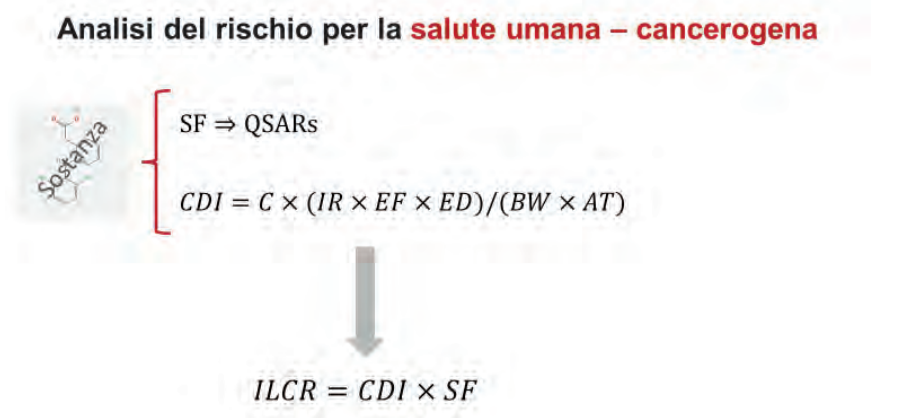 Analisi del rischio per la salute umana – cancerogena
Sostanza
SF ⇒ QSARs
CDI = C × (IR × EF × ED)/(BW × AT)
ILCR = CDI × SF